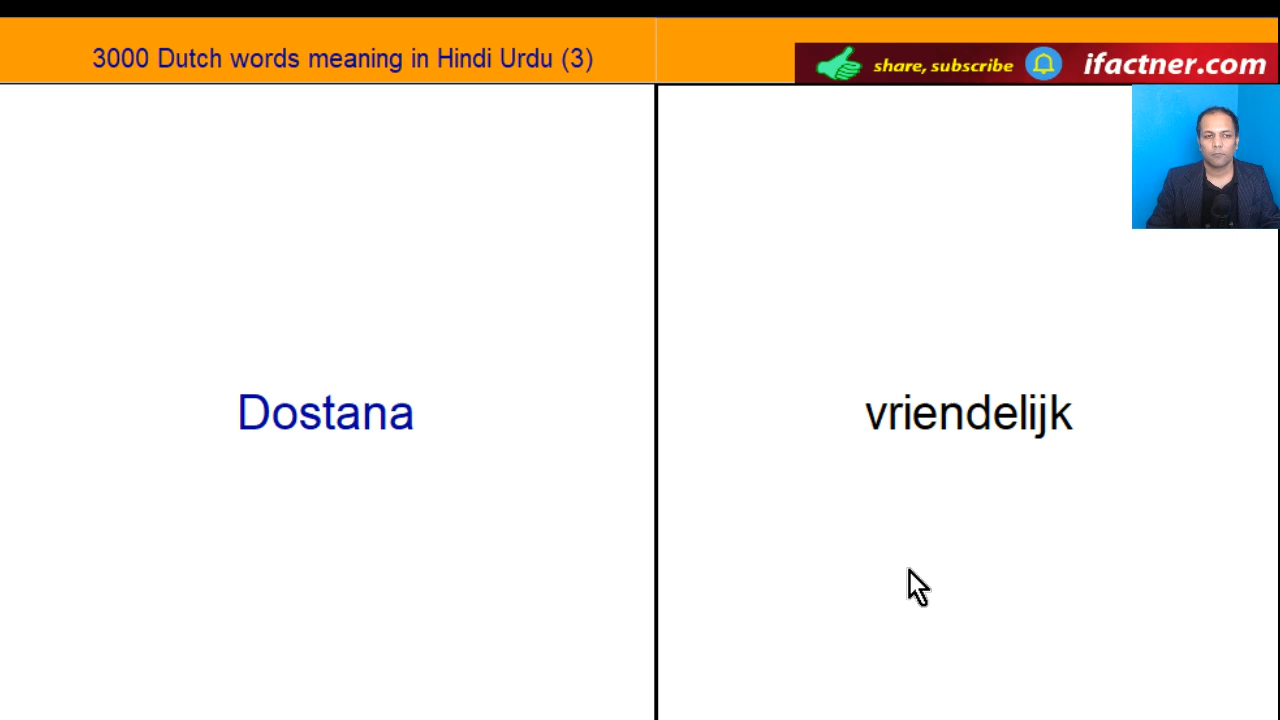 3000 Dutch words meaning in Hindi Urdu (3)
share, subscribe
ifactner.com
Dostana
vriendelijk